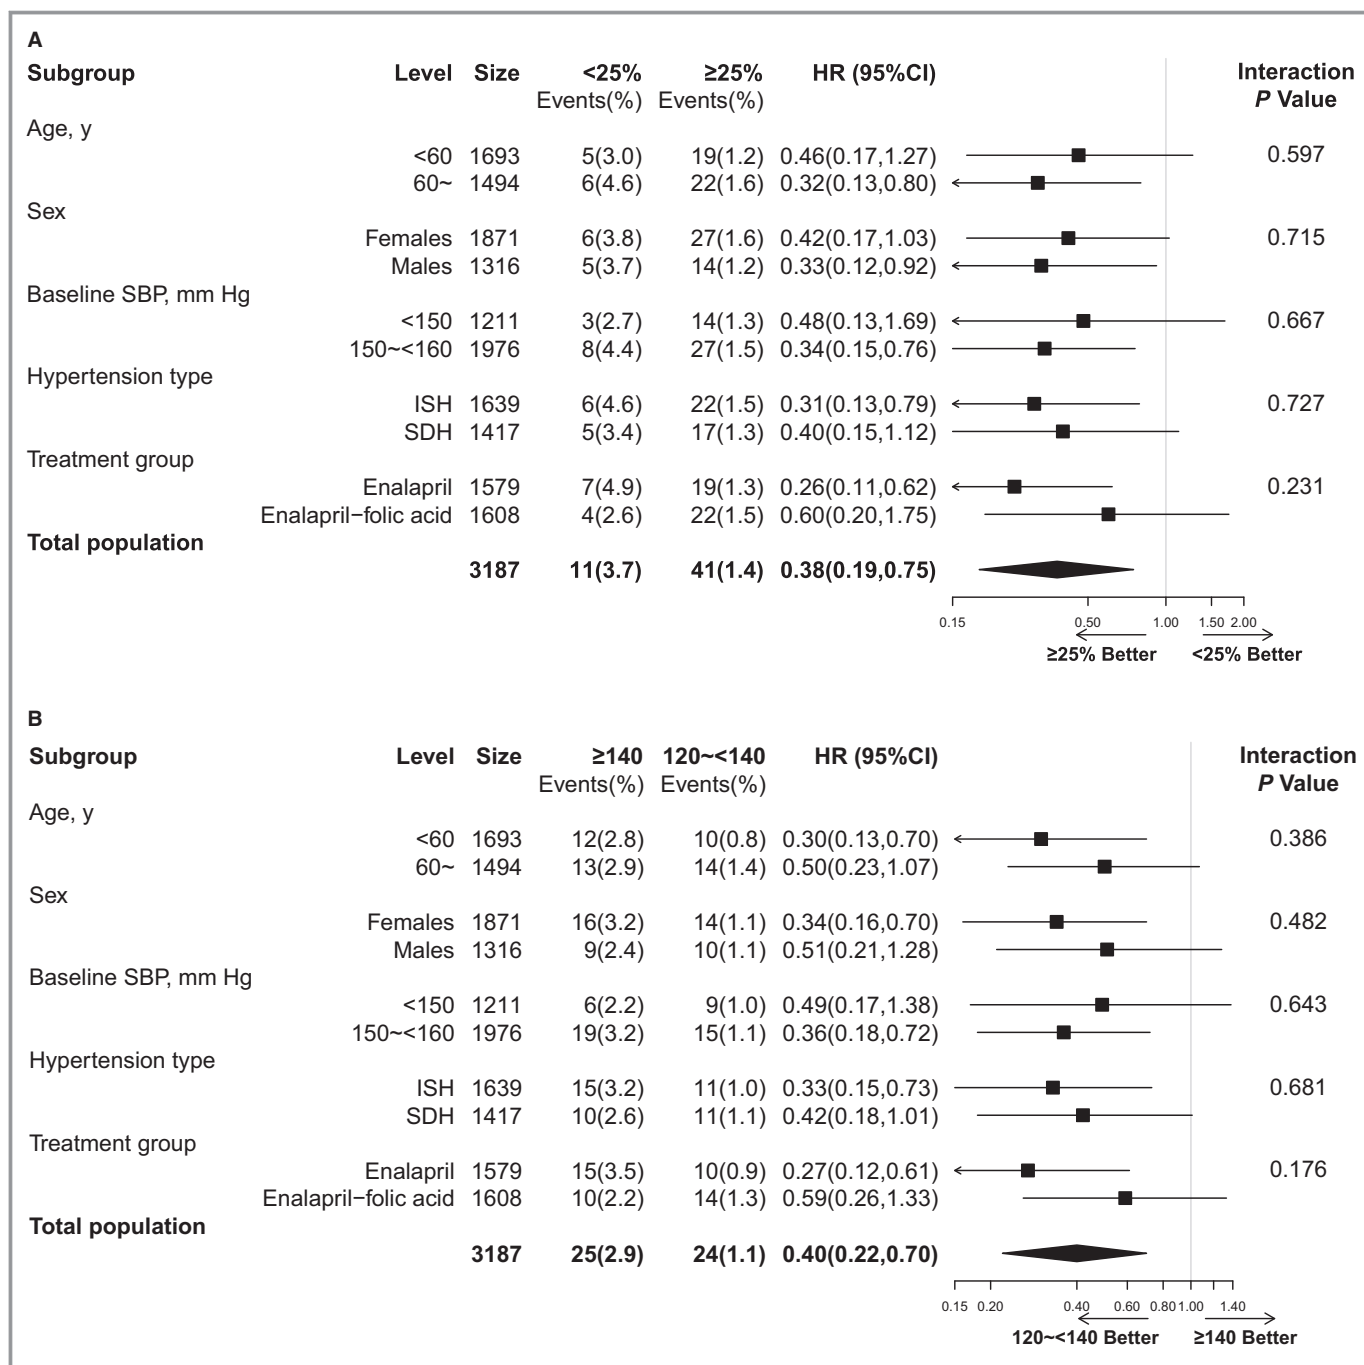 A
Subgroup Level Size <25% ≥25% HR (95%CI) Interaction
Events(%) Events(%) P Value
Age, y
<60 1693 5(3.0) 19(1.2) 0.46(0.17,1.27) 0.597
60~ 1494 6(4.6) 22(1.6) 0.32(0.13,0.80)
Sex
Females 1871 6(3.8) 27(1.6) 0.42(0.17,1.03) 0.715
Males 1316 5(3.7) 14(1.2) 0.33(0.12,0.92)
Baseline SBP, mm Hg
<150 1211 3(2.7) 14(1.3) 0.48(0.13,1.69) 0.667
150~<160 1976 8(4.4) 27(1.5) 0.34(0.15,0.76)
Hypertension type
ISH 1639 6(4.6) 22(1.5) 0.31(0.13,0.79) 0.727
SDH 1417 5(3.4) 17(1.3) 0.40(0.15,1.12)
Treatment group
Enalapril 1579 7(4.9) 19(1.3) 0.26(0.11,0.62) 0.231
Enalapril−folic acid 1608 4(2.6) 22(1.5) 0.60(0.20,1.75)
Total population
3187 11(3.7) 41(1.4) 0.38(0.19,0.75)
0.15 0.50 1.00 1.50 2.00
≥25% Better <25% Better
B
Subgroup Level Size ≥140 120~<140 HR (95%CI) Interaction
Events(%) Events(%) P Value
Age, y
<60 1693 12(2.8) 10(0.8) 0.30(0.13,0.70) 0.386
60~ 1494 13(2.9) 14(1.4) 0.50(0.23,1.07)
Sex
Females 1871 16(3.2) 14(1.1) 0.34(0.16,0.70) 0.482
Males 1316 9(2.4) 10(1.1) 0.51(0.21,1.28)
Baseline SBP, mm Hg
<150 1211 6(2.2) 9(1.0) 0.49(0.17,1.38) 0.643
150~<160 1976 19(3.2) 15(1.1) 0.36(0.18,0.72)
Hypertension type
ISH 1639 15(3.2) 11(1.0) 0.33(0.15,0.73) 0.681
SDH 1417 10(2.6) 11(1.1) 0.42(0.18,1.01)
Treatment group
Enalapril 1579 15(3.5) 10(0.9) 0.27(0.12,0.61) 0.176
Enalapril−folic acid 1608 10(2.2) 14(1.3) 0.59(0.26,1.33)
Total population
3187 25(2.9) 24(1.1) 0.40(0.22,0.70)
0.15 0.20 0.40 0.60 0.80 1.00 1.40
120~<140 Better ≥140 Better